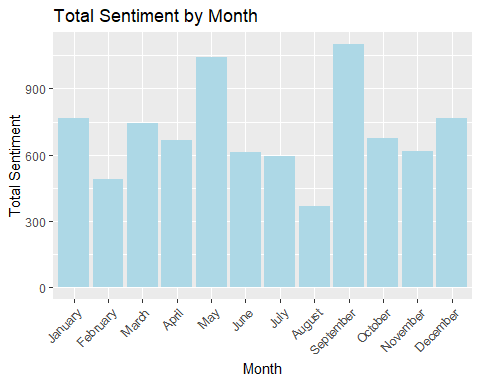 Total Sentiment by Month
Total Sentiment
900
600
300
0
January
February
March
April
May
June
July
August
September
October
November
December
Month